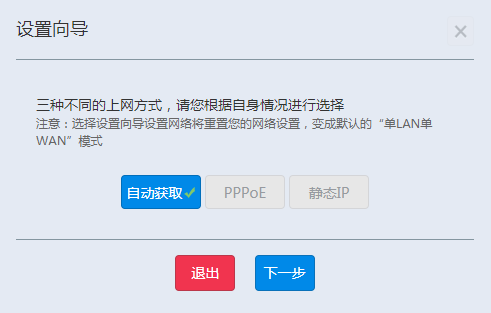 设置向导
三种不同的上网方式，请您根据自身情况进行选择
注意：选择设置向导设置网络将重置您的网络设置，变成默认的“单LAN单
WAN”模式
自动获取 PPPoE 静态IP
退出 下一步